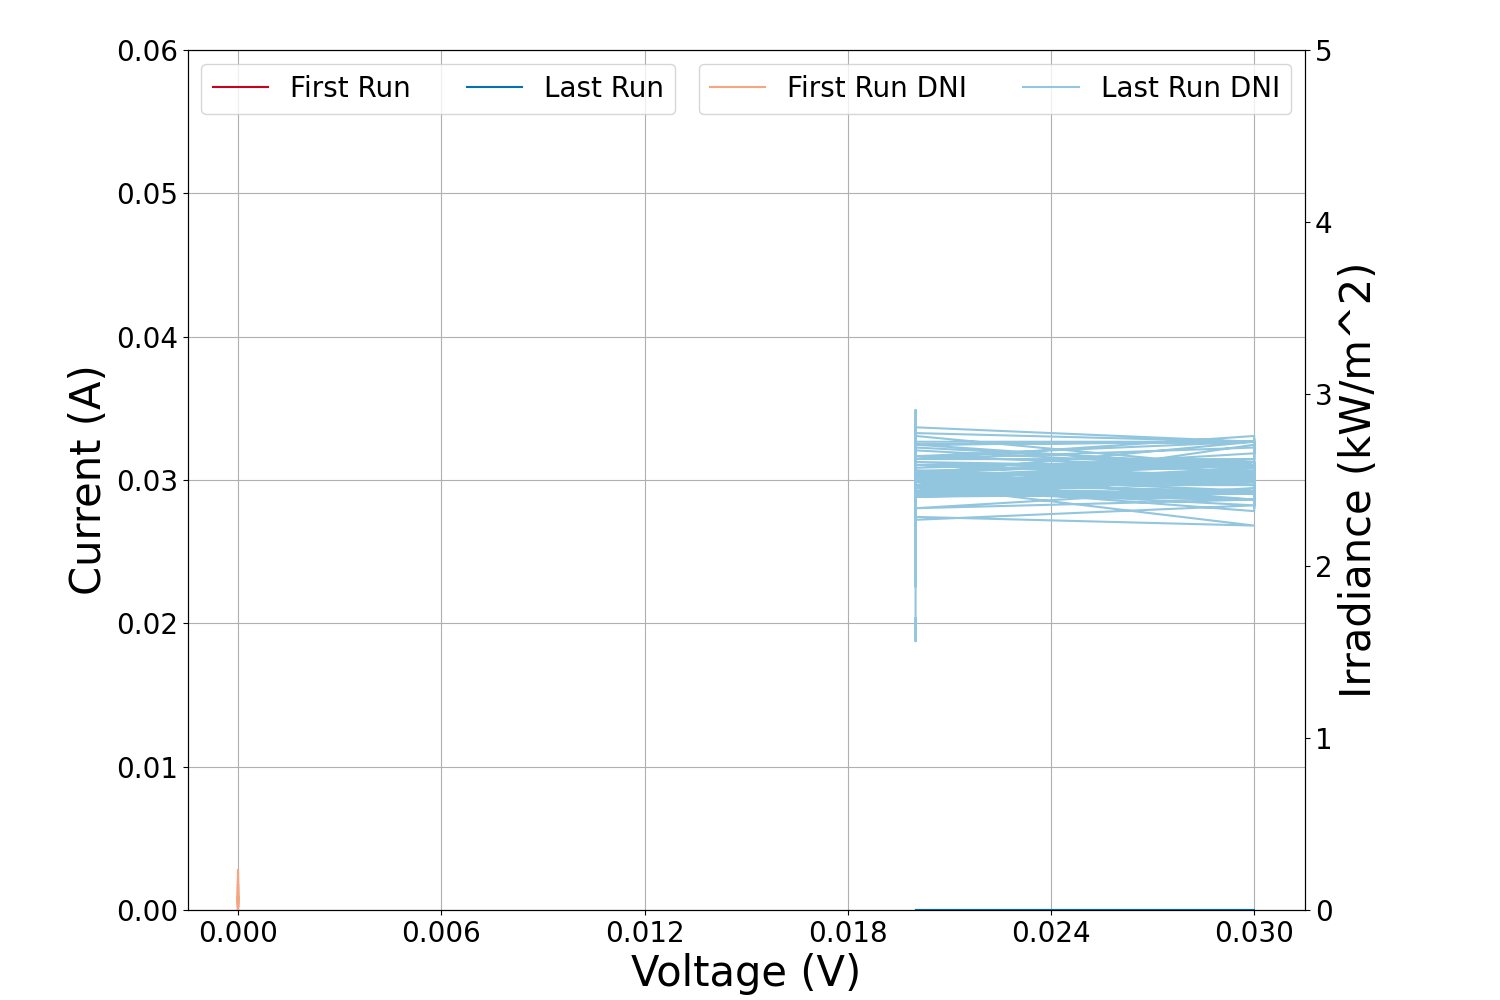 First Run
Last Run
First Run DNI
Last Run DNI
0.06
0.05
0.04
0.03
0.02
0.01
0.00
Current (A)
5
4
3
2
1
0
Irradiance (kW/m^2)
0.000
0.006
0.012
0.018
0.024
0.030
Voltage (V)